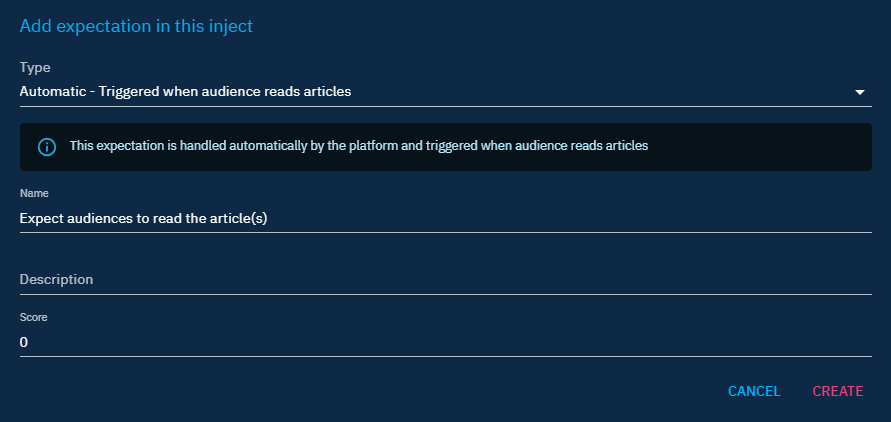 Add expectation in this inject
Type
Automatic - Triggered when audience reads articles
This expectation is handled automatically by the platform and triggered when audience reads articles
Name
Expect audiences to read the article(s)
Description
Score
0
CANCEL CREATE